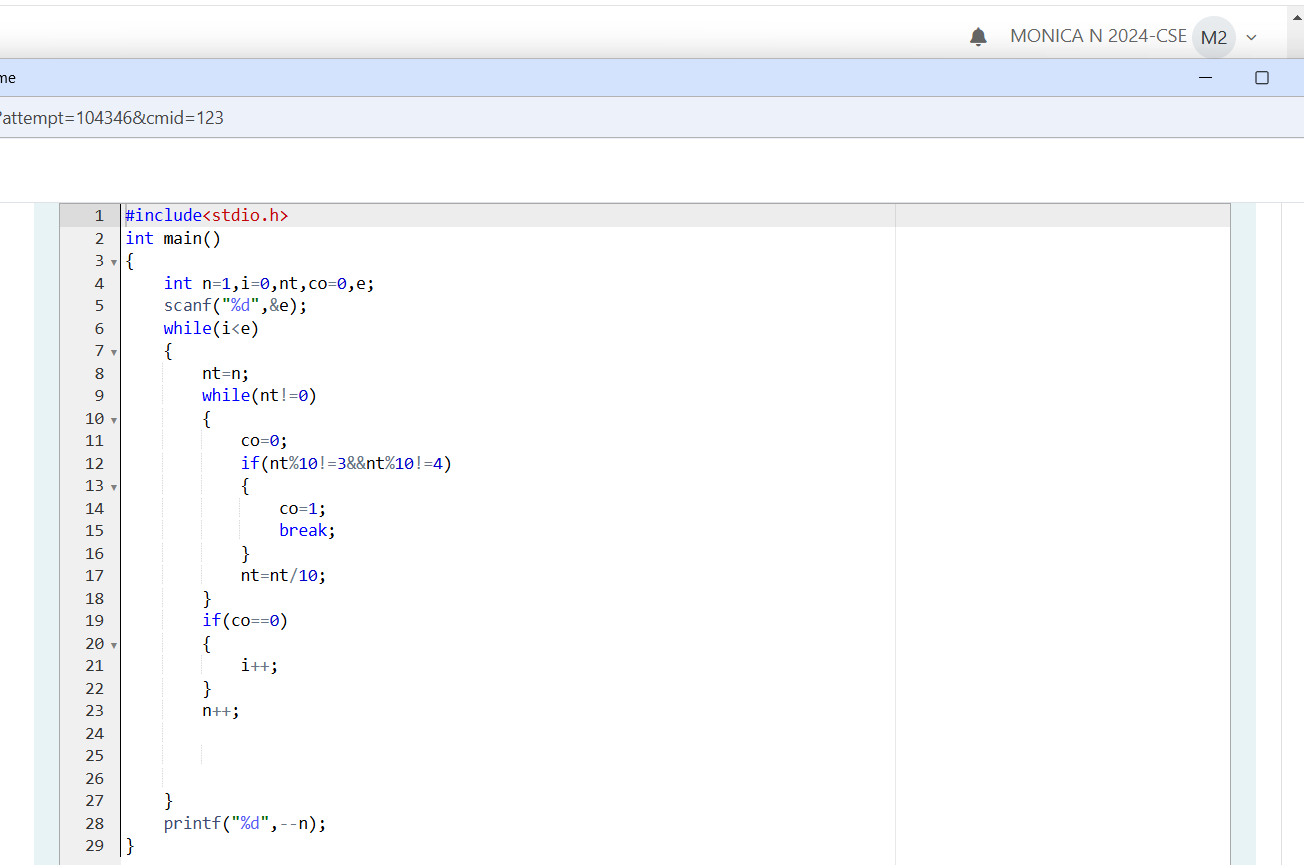 MONICA N 2024-CSE M2
me
?attempt=104346&cmid=123
1 #include<stdio.h>
2 int main()
3 {
4     int n=1,i=0,nt,co=0,e;
5     scanf("%d",&e);
6     while(i<e)
7     {
8         nt=n;
9         while(nt!=0)
10         {
11             co=0;
12             if(nt%10!=3&&nt%10!=4)
13             {
14                 co=1;
15                 break;
16             }
17             nt=nt/10;
18         }
19         if(co==0)
20         {
21             i++;
22         }
23         n++;
24
25
26
27     }
28     printf("%d",--n);
29 }